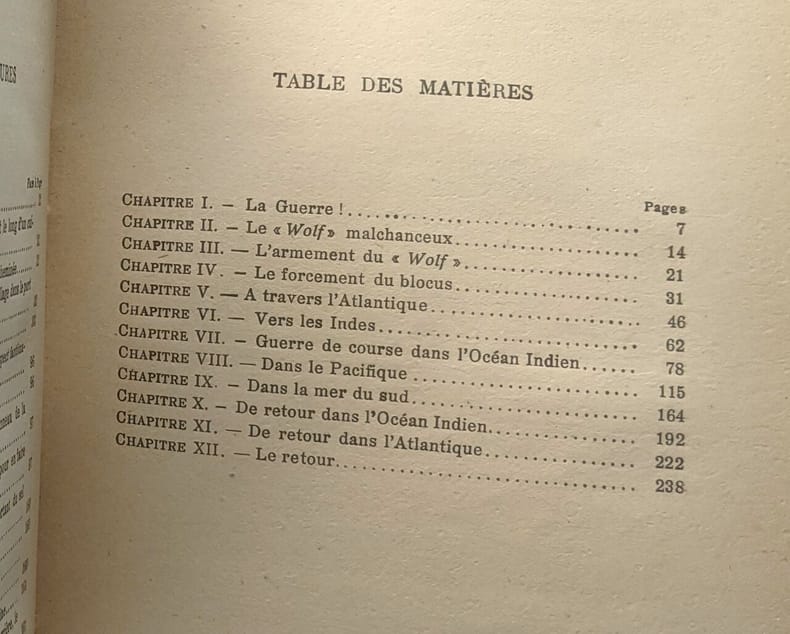 TABLE DES MATIÈRES
Pages
CHAPITRE I. — La Guerre ! 7
CHAPITRE II. — Le « Wolf » malchanceux 14
CHAPITRE III. — L'armement du « Wolf » 21
CHAPITRE IV. — Le forcement du blocus 31
CHAPITRE V. — A travers l'Atlantique 46
CHAPITRE VI. — Vers les Indes 62
CHAPITRE VII. — Guerre de course dans l'Océan Indien 78
CHAPITRE VIII. — Dans le Pacifique 115
CHAPITRE IX. — Dans la mer du sud 164
CHAPITRE X. — De retour dans l'Océan Indien 192
CHAPITRE XI. — De retour dans l'Atlantique 222
CHAPITRE XII. — Le retour 238